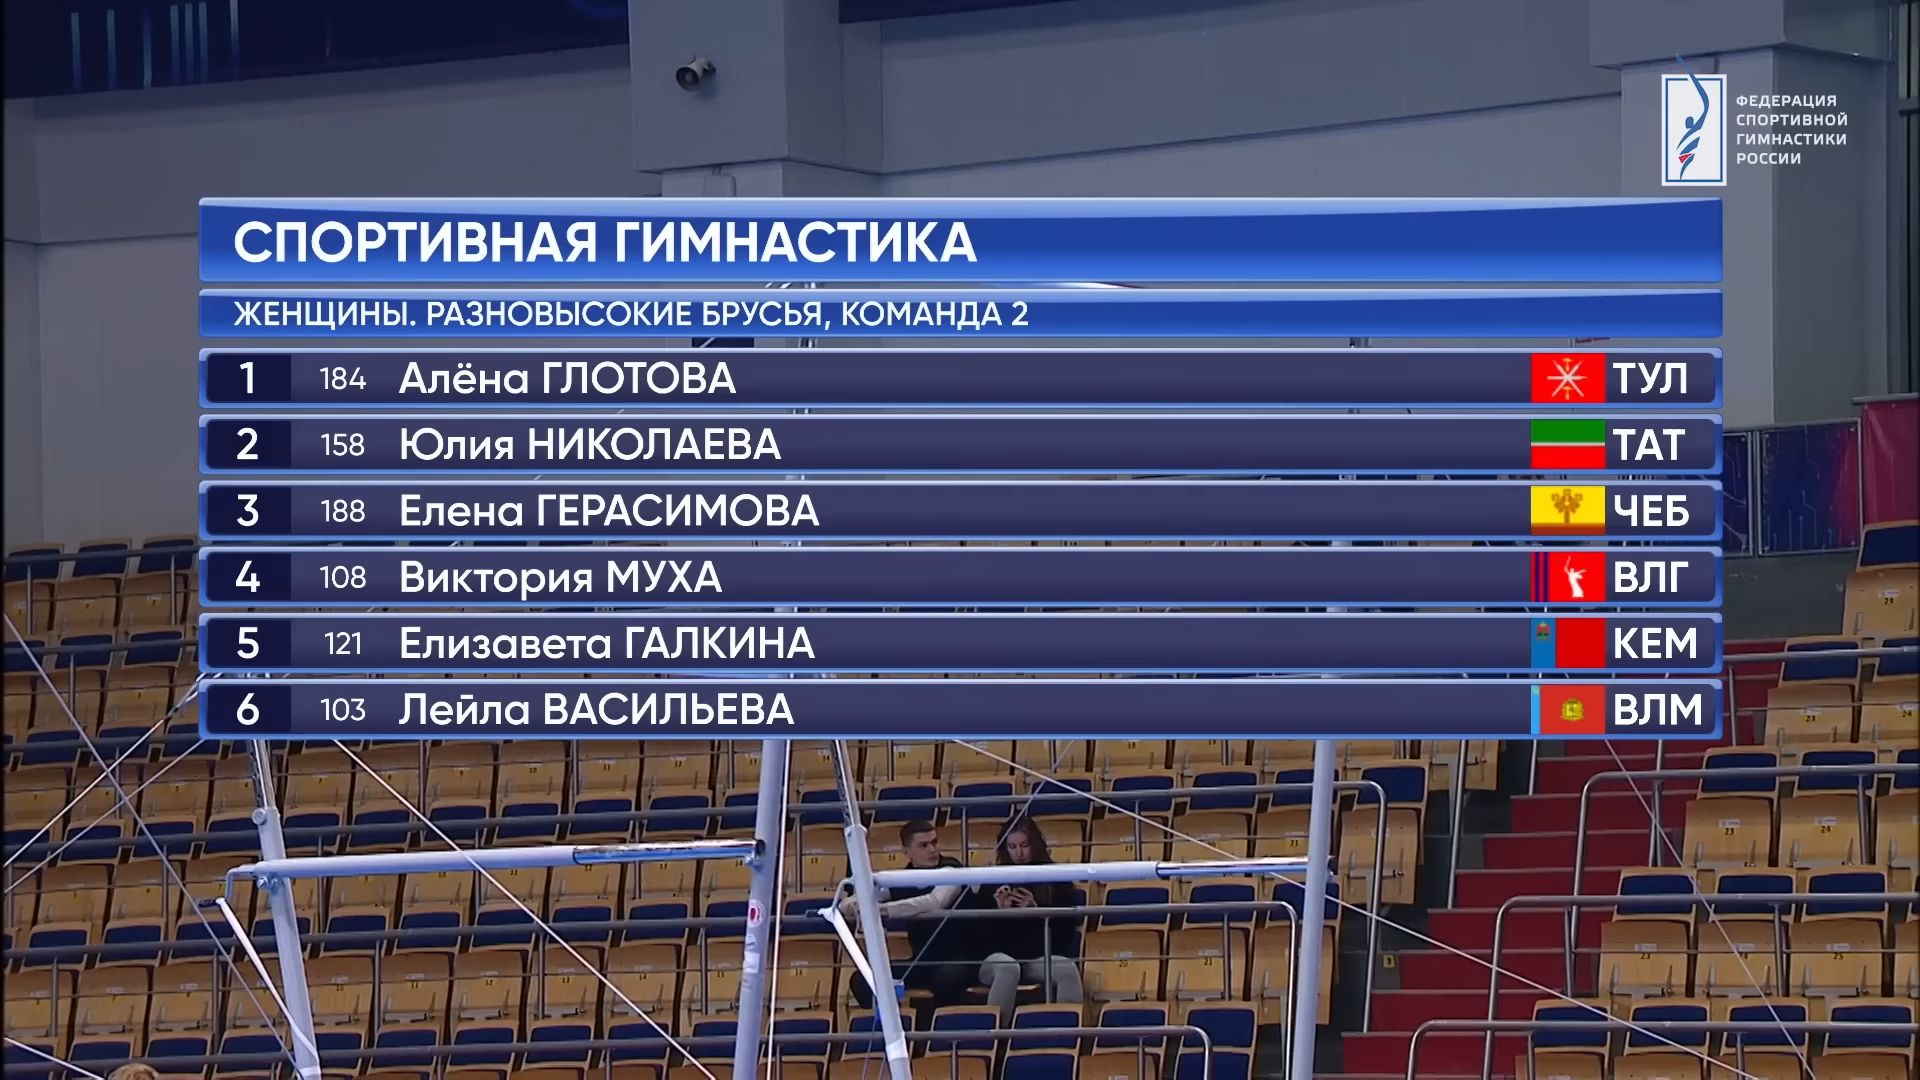 ФЕДЕРАЦИЯ
СПОРТИВНОЙ
ГИМНАСТИКИ
РОССИИ
СПОРТИВНАЯ ГИМНАСТИКА
ЖЕНЩИНЫ. РАЗНОВЫСОКИЕ БРУСЬЯ, КОМАНДА 2
1 184 Алёна ГЛОТОВА ТУЛ
2 158 Юлия НИКОЛАЕВА ТАТ
3 188 Елена ГЕРАСИМОВА ЧЕБ
4 108 Виктория МУХА ВЛГ
5 121 Елизавета ГАЛКИНА КЕМ
6 103 Лейла ВАСИЛЬЕВА ВЛМ